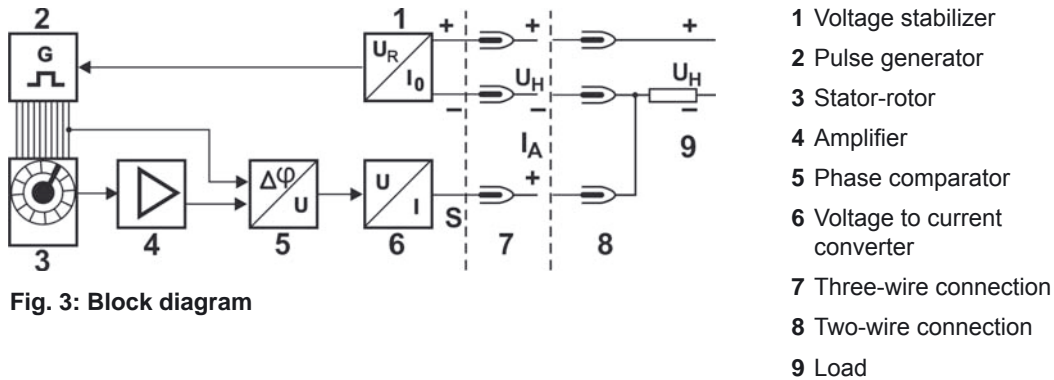 2
1
+
+
+
G
U_R
I_0
U_H
U_H
−
−
−
9
I_A
+
Δφ
U
U
I
S
3
4
5
6
7
8
Fig. 3: Block diagram
1 Voltage stabilizer
2 Pulse generator
3 Stator-rotor
4 Amplifier
5 Phase comparator
6 Voltage to current
converter
7 Three-wire connection
8 Two-wire connection
9 Load